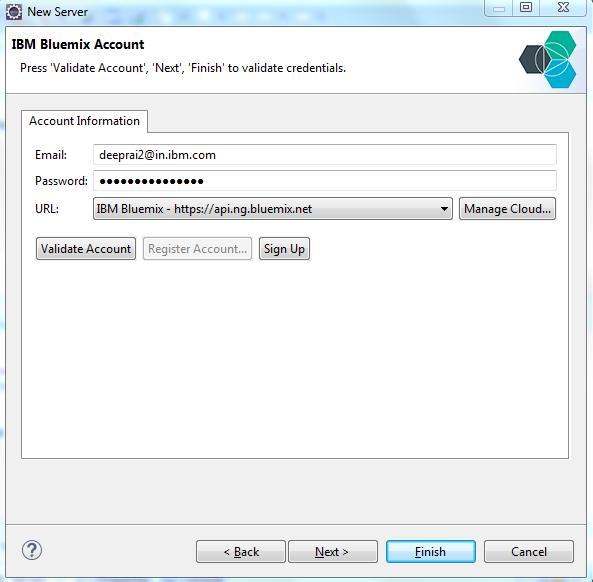 New Server
IBM Bluemix Account
Press 'Validate Account', 'Next', 'Finish' to validate credentials.
Account Information
Email: deeprai2@in.ibm.com
Password: ●●●●●●●●●●●●●●●
URL: IBM Bluemix - https://api.ng.bluemix.net Manage Cloud...
Validate Account Register Account... Sign Up
? < Back Next > Finish Cancel